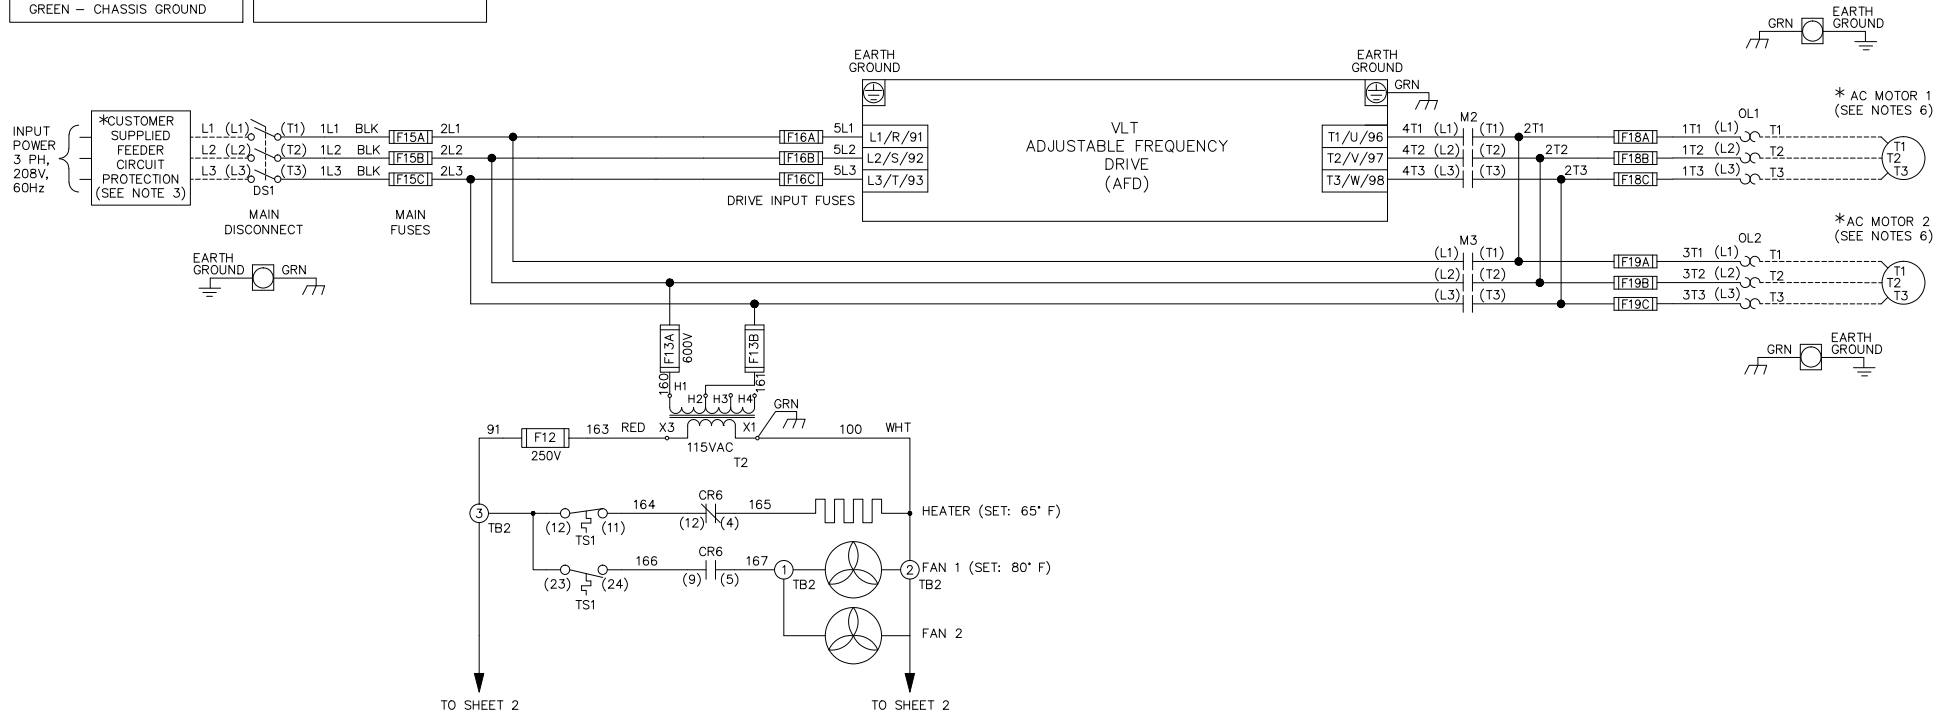 GREEN – CHASSIS GROUND
INPUT
POWER
3 PH,
208V,
60Hz
*CUSTOMER
SUPPLIED
FEEDER
CIRCUIT
PROTECTION
(SEE NOTE 3)
L1 (L1) (T1) 1L1 BLK F15A 2L1
L2 (L2) (T2) 1L2 BLK F15B 2L2
L3 (L3) (T3) 1L3 BLK F15C 2L3
DS1
MAIN
DISCONNECT
MAIN
FUSES
EARTH
GROUND
GRN
F16A 5L1
F16B 5L2
F16C 5L3
DRIVE INPUT FUSES
EARTH
GROUND
L1/R/91
L2/S/92
L3/T/93
VLT
ADJUSTABLE FREQUENCY
DRIVE
(AFD)
EARTH
GROUND
GRN
T1/U/96
T2/V/97
T3/W/98
M2
4T1 (L1) (T1) 2T1
4T2 (L2) (T2) 2T2
4T3 (L3) (T3) 2T3
OL1
F18A 1T1 (L1) T1
F18B 1T2 (L2) T2
F18C 1T3 (L3) T3
GRN
EARTH
GROUND
* AC MOTOR 1
(SEE NOTES 6)
T1
T2
T3
M3
(L1) (T1)
(L2) (T2)
(L3) (T3)
OL2
F19A 3T1 (L1) T1
F19B 3T2 (L2) T2
F19C 3T3 (L3) T3
*AC MOTOR 2
(SEE NOTES 6)
T1
T2
T3
GRN
EARTH
GROUND
F13A
600V
F13B
160
161
H1
H2 H3 H4
GRN
91 F12 163 RED X3 X1 100 WHT
250V
115VAC
T2
3
TB2
(12) (11)
TS1
164
CR6
(12) (4)
165
HEATER (SET: 65° F)
(23) (24)
TS1
166
CR6
(9) (5)
167
1
TB2
2
TB2
FAN 1 (SET: 80° F)
FAN 2
TO SHEET 2
TO SHEET 2